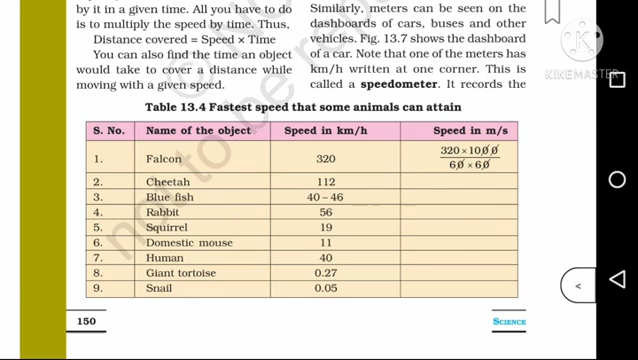 by it in a given time. All you have to do
is to multiply the speed by time. Thus,
Distance covered = Speed × Time
You can also find the time an object
would take to cover a distance while
moving with a given speed.
Similarly, meters can be seen on the
dashboards of cars, buses and other
vehicles. Fig. 13.7 shows the dashboard
of a car. Note that one of the meters has
km/h written at one corner. This is
called a speedometer. It records the
Table 13.4 Fastest speed that some animals can attain
S. No. Name of the object Speed in km/h Speed in m/s
1. Falcon 320 320 × 1000 / 60 × 60
2. Cheetah 112
3. Blue fish 40 – 46
4. Rabbit 56
5. Squirrel 19
6. Domestic mouse 11
7. Human 40
8. Giant tortoise 0.27
9. Snail 0.05
150
SCIENCE
not to be
©
KINEMASTER